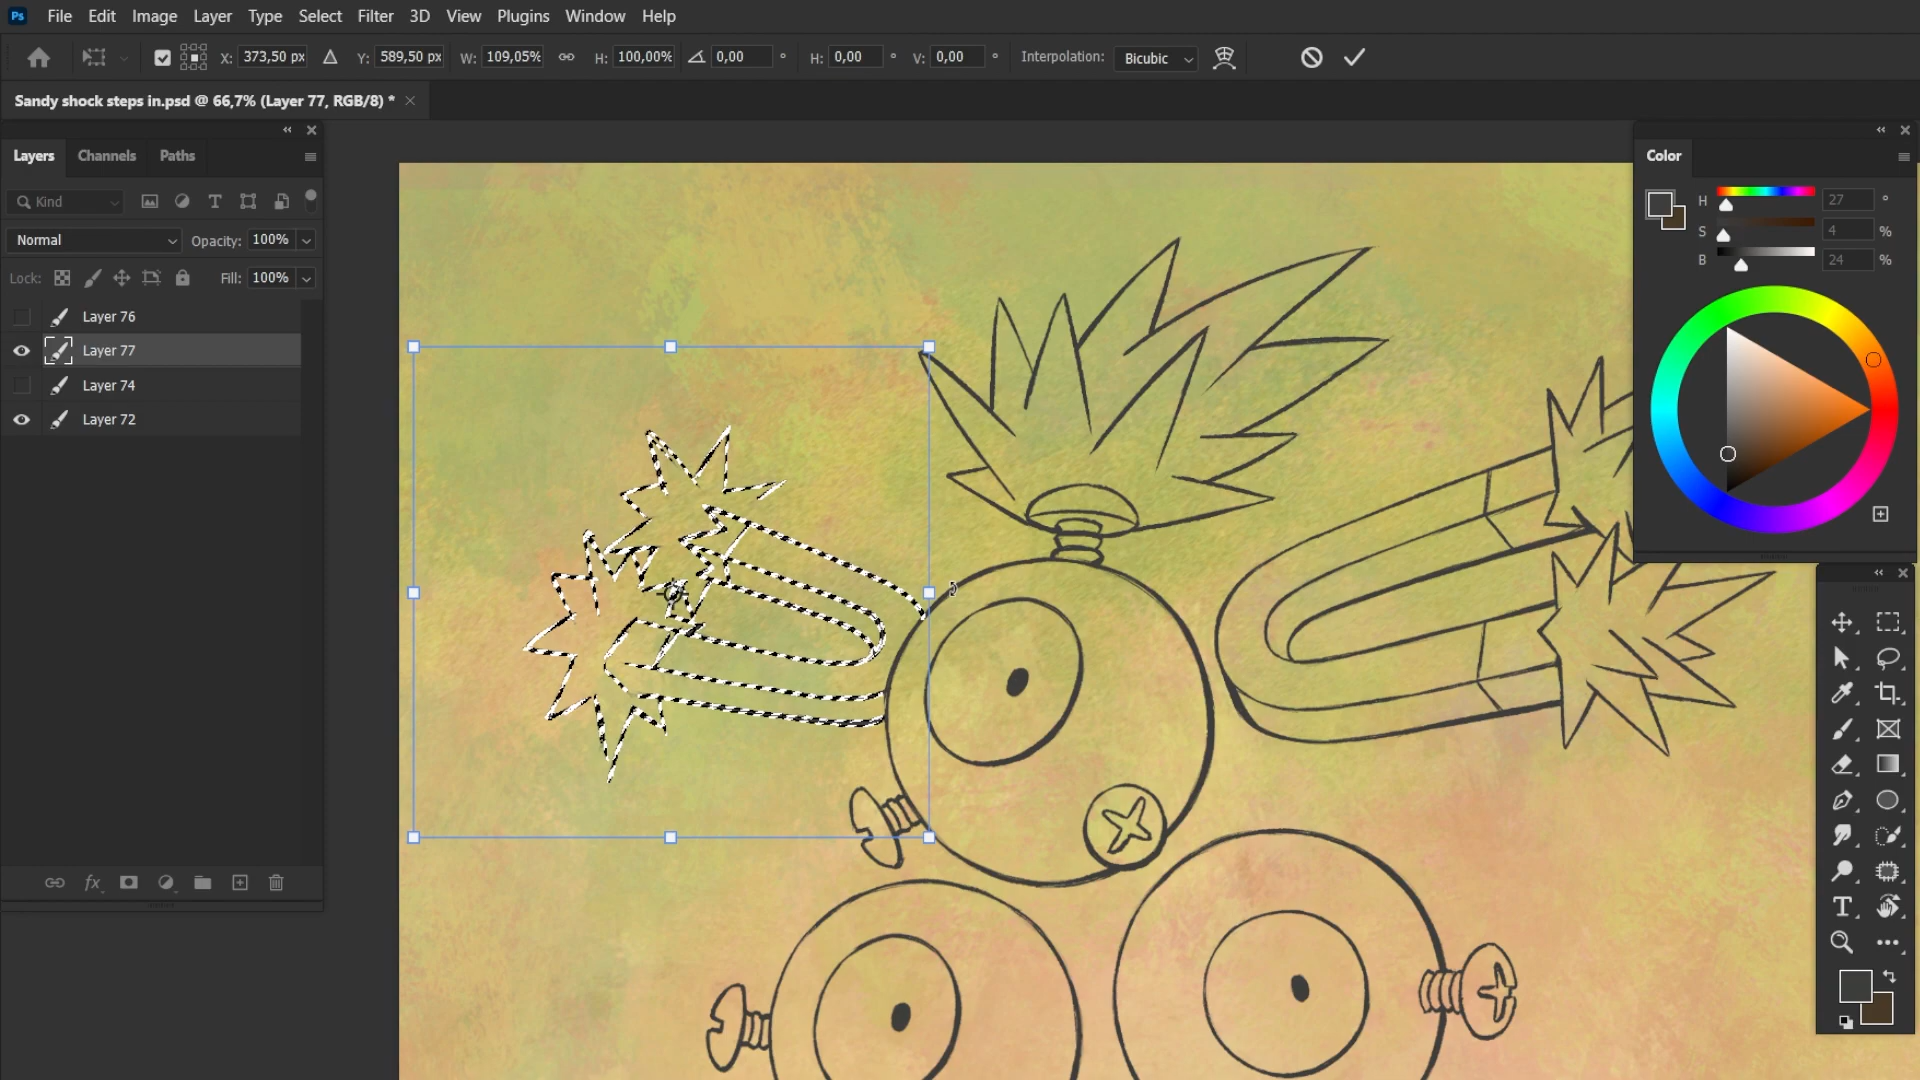 Ps File Edit Image Layer Type Select Filter 3D View Plugins Window Help
X: 373,50 px Y: 589,50 px W: 109,05% H: 100,00% 0,00 ° H: 0,00 ° V: 0,00 ° Interpolation: Bicubic
Sandy shock steps in.psd @ 66,7% (Layer 77, RGB/8) *
Layers Channels Paths
Kind
Normal Opacity: 100%
Lock: Fill: 100%
Layer 76
Layer 77
Layer 74
Layer 72
fx
Color
H 27 °
S 4 %
B 24 %